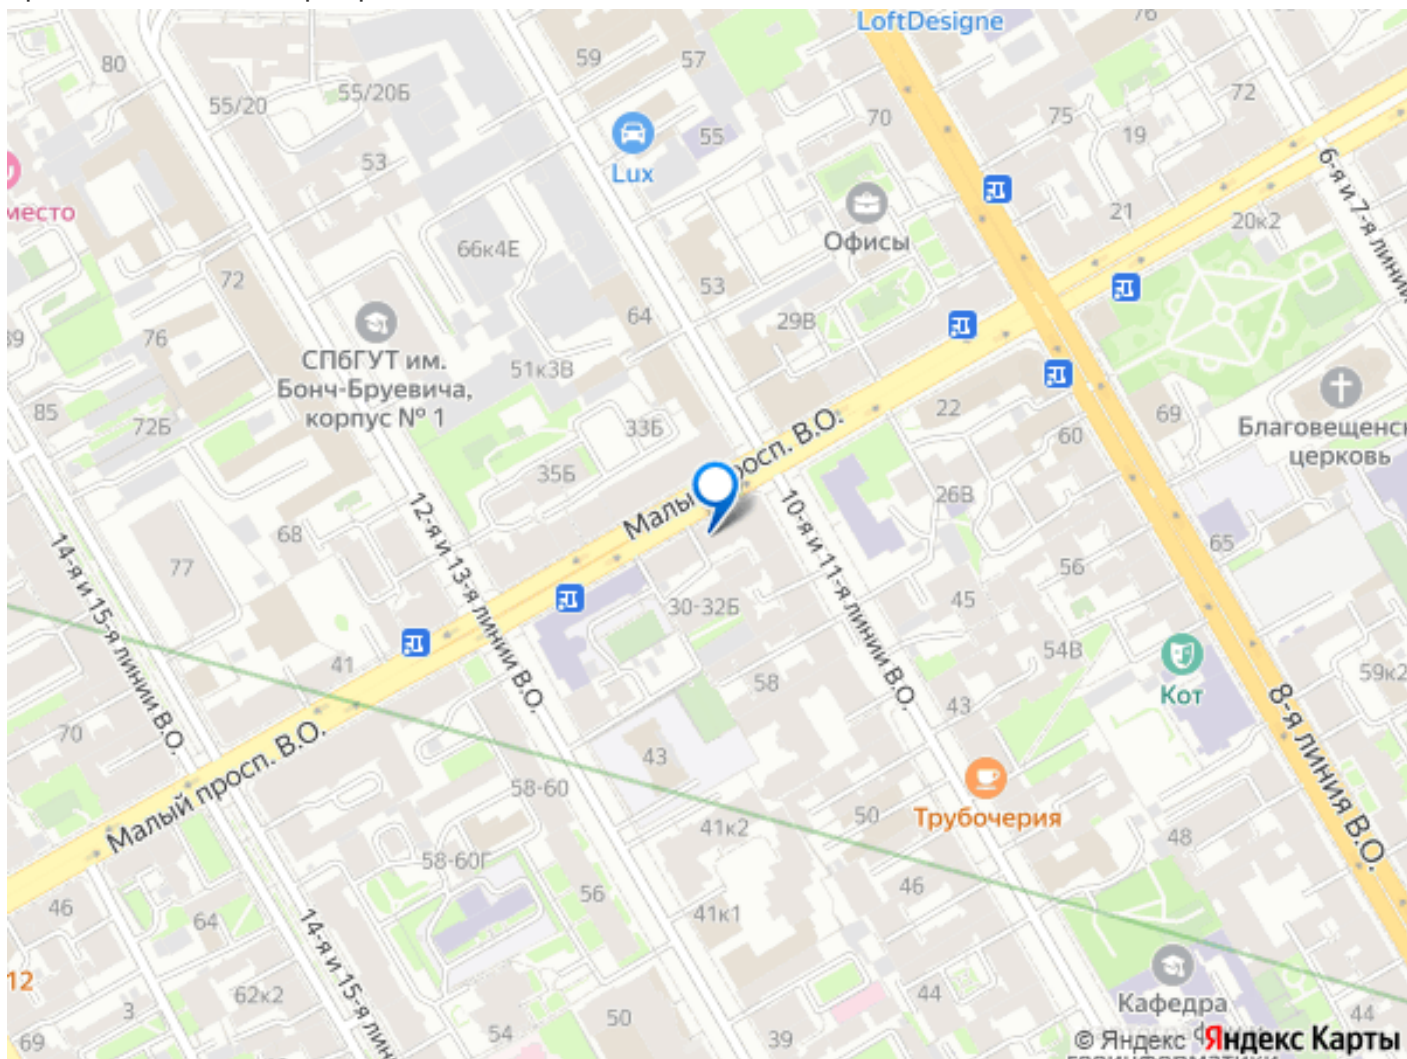 LoftDesigne
76
80
59
57
55/20
55/20Б
70
72
75
19
55
53
Lux
6-я и 7-я линии
место
21
20к2
Офисы
66к4Е
72
53
64
29В
89
76
СПбГУТ им.
Бонч-Бруевича,
корпус № 1
51к3В
85
72Б
33Б
22
69
60
Благовещенск
церковь
Малый просп. В.О.
35Б
26В
68
12-я и 13-я линии В.О.
10-я и 11-я линии В.О.
14-я и 15-я линии В.О.
77
65
56
45
30-32Б
41
54В
58
59к2
Кот
43
8-я линия В.О.
70
Малый просп. В.О.
43
58-60
Трубочерия
50
41к2
48
58-60Г
46
56
46
64
41к1
14-я и 15-я лин
12
62к2
3
44
Кафедра
44
50
54
39
69
© Яндекс Яндекс Карты